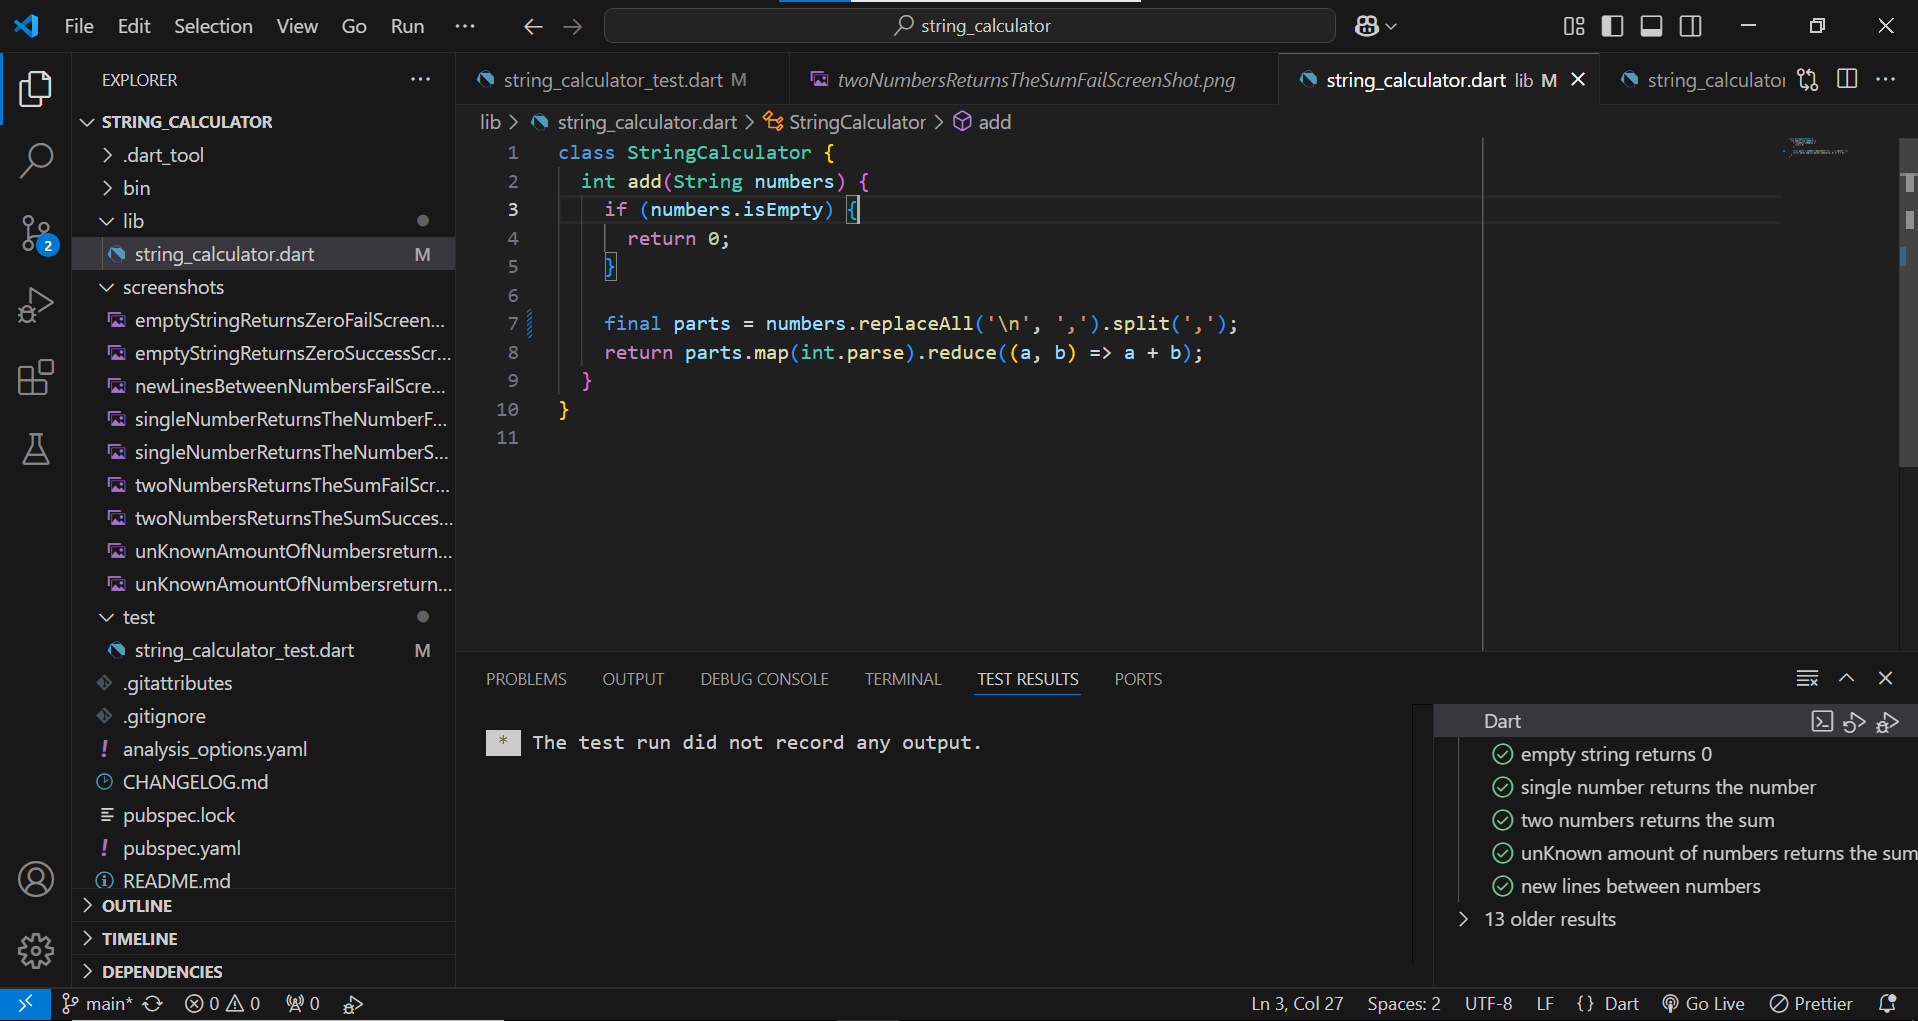 File Edit Selection View Go Run ···
string_calculator
EXPLORER
STRING_CALCULATOR
.dart_tool
bin
lib
string_calculator.dart M
screenshots
emptyStringReturnsZeroFailScreen...
emptyStringReturnsZeroSuccessScr...
newLinesBetweenNumbersFailScre...
singleNumberReturnsTheNumberF...
singleNumberReturnsTheNumberS...
twoNumbersReturnsTheSumFailScr...
twoNumbersReturnsTheSumSucces...
unKnownAmountOfNumbersreturn...
unKnownAmountOfNumbersreturn...
test
string_calculator_test.dart M
.gitattributes
.gitignore
analysis_options.yaml
CHANGELOG.md
pubspec.lock
pubspec.yaml
README.md
OUTLINE
TIMELINE
DEPENDENCIES
2
string_calculator_test.dart M
twoNumbersReturnsTheSumFailScreenShot.png
string_calculator.dart lib M
string_calculator
lib > string_calculator.dart > StringCalculator > add
1 class StringCalculator {
2 int add(String numbers) {
3 if (numbers.isEmpty) {
4 return 0;
5 }
6
7 final parts = numbers.replaceAll('\n', ',').split(',');
8 return parts.map(int.parse).reduce((a, b) => a + b);
9 }
10 }
11
PROBLEMS OUTPUT DEBUG CONSOLE TERMINAL TEST RESULTS PORTS
* The test run did not record any output.
Dart
empty string returns 0
single number returns the number
two numbers returns the sum
unKnown amount of numbers returns the sum
new lines between numbers
13 older results
main* 0 0 0
Ln 3, Col 27 Spaces: 2 UTF-8 LF {} Dart Go Live Prettier